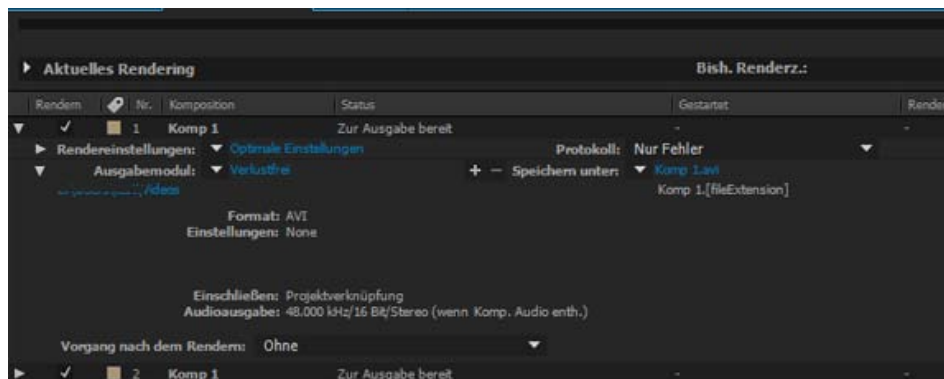 Aktuelles Rendering Bish. Renderz.:
Rendern Nr. Komposition Status Gestartet Rende
1 Komp 1 Zur Ausgabe bereit - -
Rendereinstellungen: Optimale Einstellungen Protokoll: Nur Fehler
Ausgabemodul: Verlustfrei + − Speichern unter: Komp 1.avi
Komp 1.[fileExtension]
Format: AVI
Einstellungen: None
Einschließen: Projektverknüpfung
Audioausgabe: 48.000 kHz/16 Bit/Stereo (wenn Komp. Audio enth.)
Vorgang nach dem Rendern: Ohne
2 Komp 1 Zur Ausgabe bereit - -